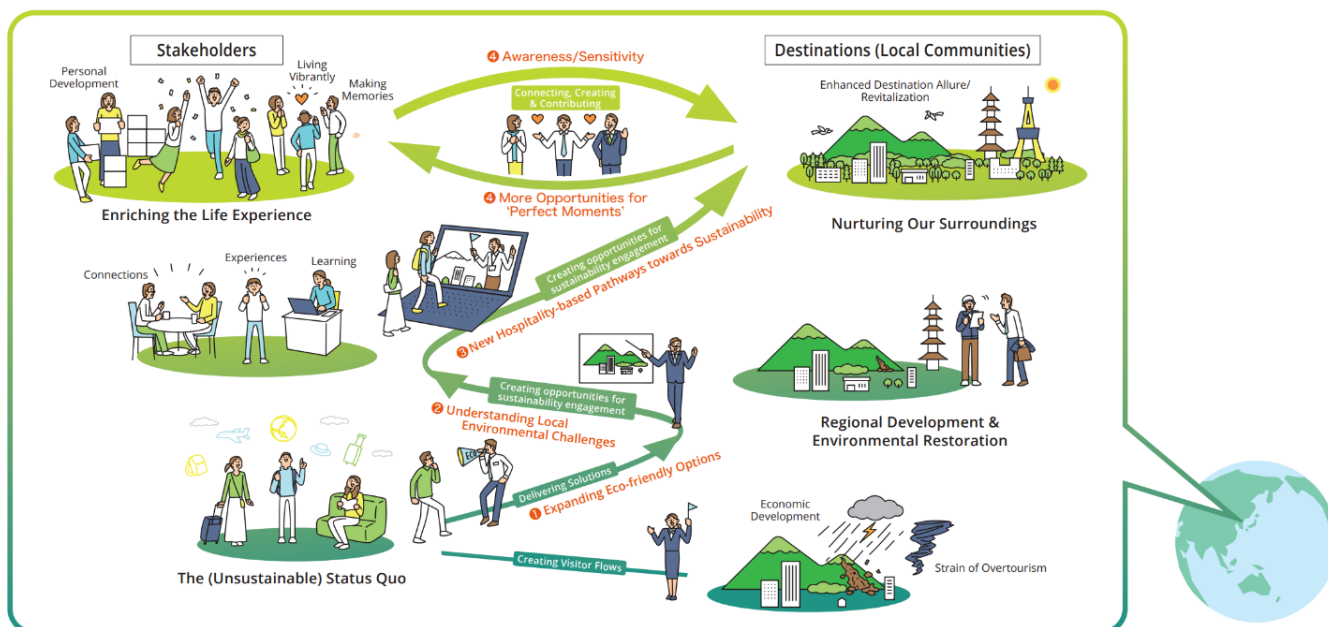 Stakeholders
Personal
Development
Living
Vibrantly
Making
Memories
Enriching the Life Experience
❹ Awareness/Sensitivity
Connecting, Creating
& Contributing
❹ More Opportunities for
‘Perfect Moments’
Destinations (Local Communities)
Enhanced Destination Allure/
Revitalization
Nurturing Our Surroundings
Connections
Experiences
Learning
Creating opportunities for
sustainability engagement
❸ New Hospitality-based Pathways towards Sustainability
Creating opportunities for
sustainability engagement
❷ Understanding Local
Environmental Challenges
Regional Development &
Environmental Restoration
The (Unsustainable) Status Quo
ECO
Delivering Solutions
❶ Expanding Eco-friendly Options
Creating Visitor Flows
Economic
Development
Strain of Overtourism